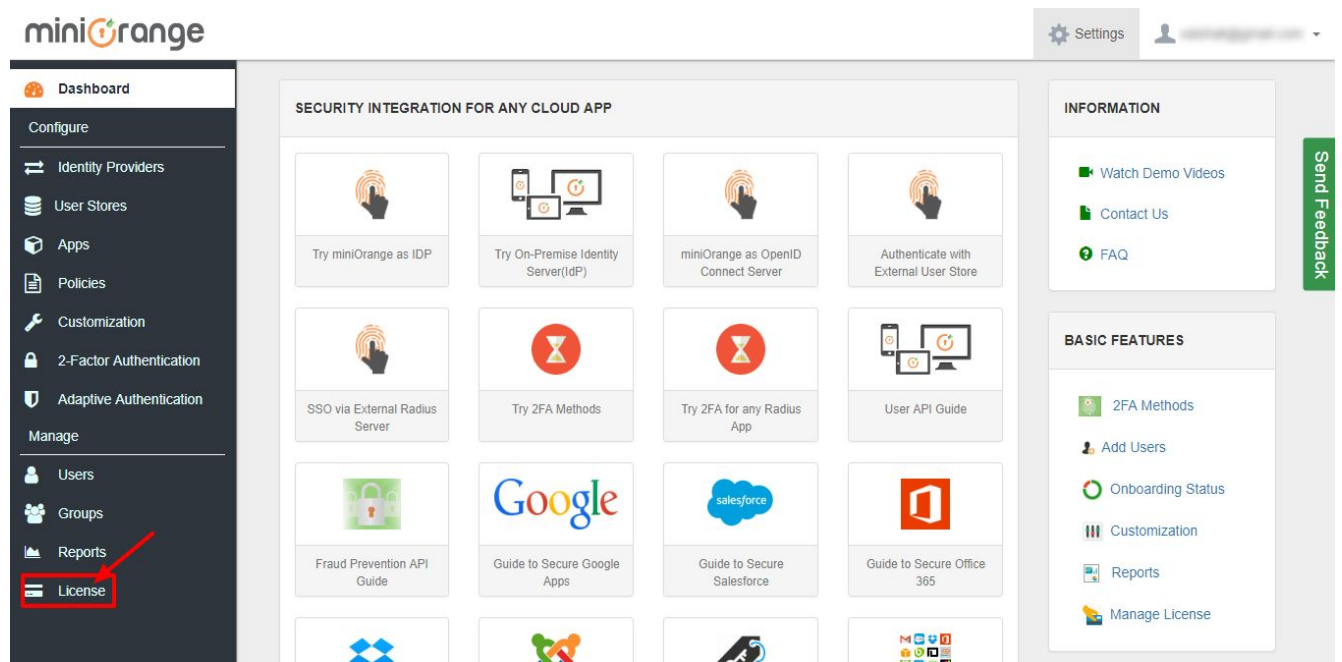 miniOrange
Settings
Dashboard
Configure
Identity Providers
User Stores
Apps
Policies
Customization
2-Factor Authentication
Adaptive Authentication
Manage
Users
Groups
Reports
License
SECURITY INTEGRATION FOR ANY CLOUD APP
Try miniOrange as IDP
Try On-Premise Identity
Server(IdP)
miniOrange as OpenID
Connect Server
Authenticate with
External User Store
SSO via External Radius
Server
Try 2FA Methods
Try 2FA for any Radius
App
User API Guide
Fraud Prevention API
Guide
Google
Guide to Secure Google
Apps
salesforce
Guide to Secure
Salesforce
Guide to Secure Office
365
INFORMATION
Watch Demo Videos
Contact Us
FAQ
BASIC FEATURES
2FA Methods
Add Users
Onboarding Status
Customization
Reports
Manage License
Send Feedback